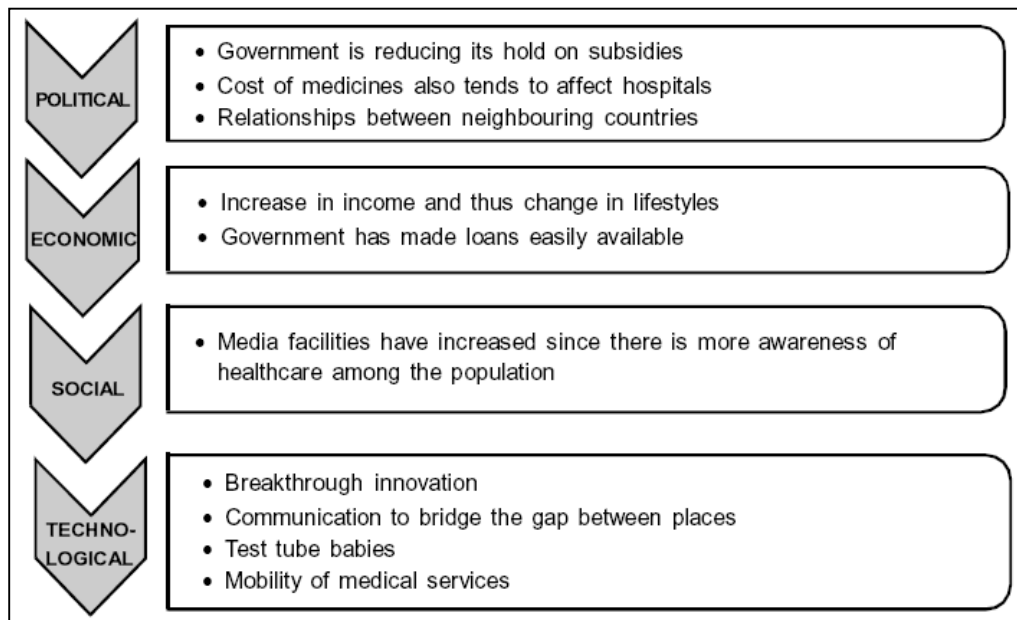 POLITICAL
• Government is reducing its hold on subsidies
• Cost of medicines also tends to affect hospitals
• Relationships between neighbouring countries
ECONOMIC
• Increase in income and thus change in lifestyles
• Government has made loans easily available
SOCIAL
• Media facilities have increased since there is more awareness of
healthcare among the population
TECHNO-
LOGICAL
• Breakthrough innovation
• Communication to bridge the gap between places
• Test tube babies
• Mobility of medical services